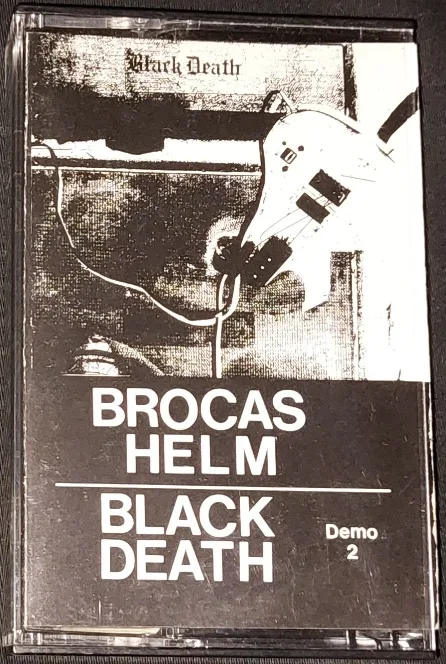 Black Death
BROCAS
HELM
BLACK
DEATH
Demo
2